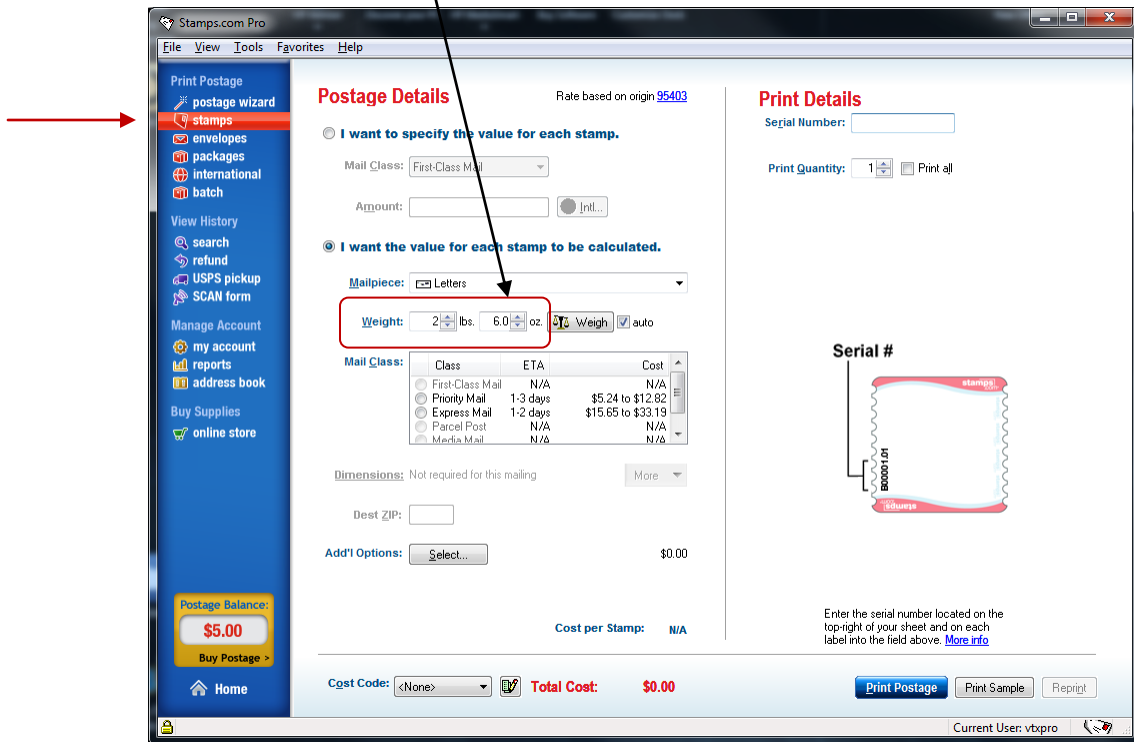 Stamps.com Pro
File View Tools Favorites Help
Print Postage
postage wizard
stamps
envelopes
packages
international
batch
View History
search
refund
USPS pickup
SCAN form
Manage Account
my account
reports
address book
Buy Supplies
online store
Postage Balance:
$5.00
Buy Postage >
Home
Postage Details
Rate based on origin 95403
I want to specify the value for each stamp.
Mail Class: First-Class Mail
Amount: Intl...
I want the value for each stamp to be calculated.
Mailpiece: Letters
Weight: 2 lbs. 6.0 oz. Weigh auto
Mail Class: Class ETA Cost
First-Class Mail N/A N/A
Priority Mail 1-3 days $5.24 to $12.82
Express Mail 1-2 days $15.65 to $33.19
Parcel Post N/A N/A
Media Mail N/A N/A
Dimensions: Not required for this mailing More
Dest ZIP:
Add'l Options: Select... $0.00
Cost per Stamp: N/A
Cost Code: <None> Total Cost: $0.00
Print Details
Serial Number:
Print Quantity: 1 Print all
Serial #
stamps.com
B00001.01
stamps.com
Enter the serial number located on the
top-right of your sheet and on each
label into the field above. More info
Print Postage Print Sample Reprint
Current User: vtxpro